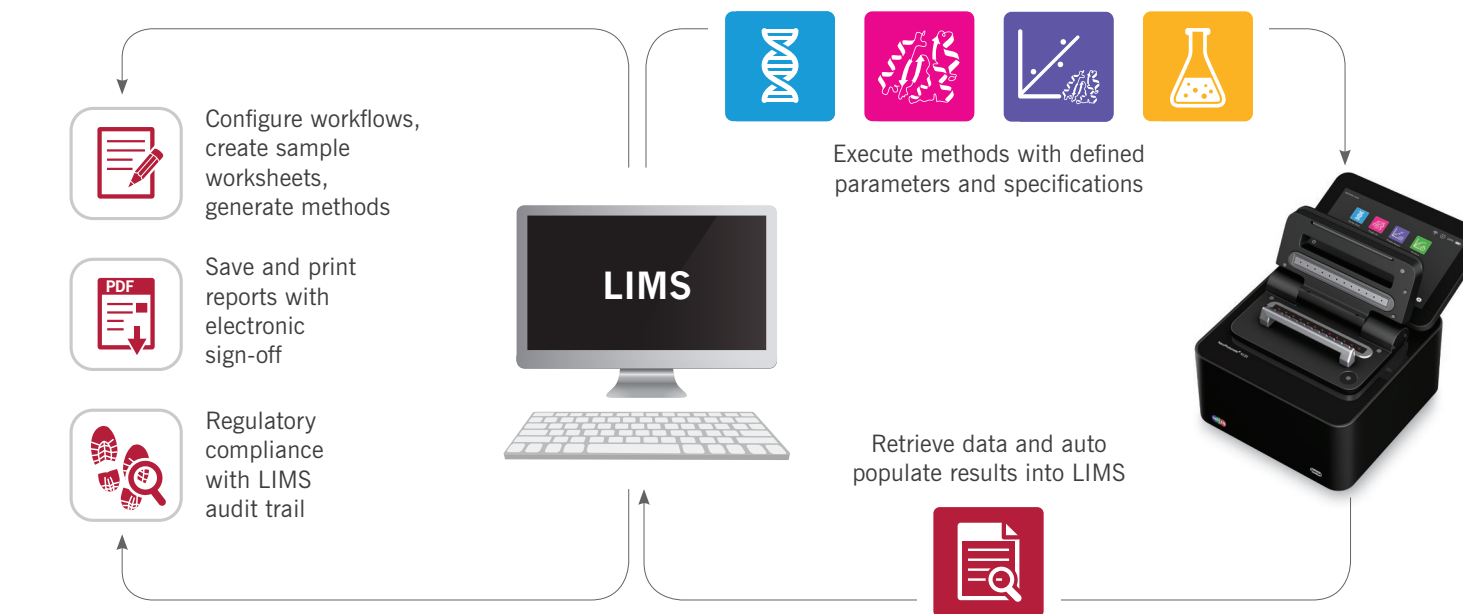 Configure workflows,
create sample
worksheets,
generate methods
PDF
Save and print
reports with
electronic
sign-off
Regulatory
compliance
with LIMS
audit trail
LIMS
Execute methods with defined
parameters and specifications
Retrieve data and auto
populate results into LIMS